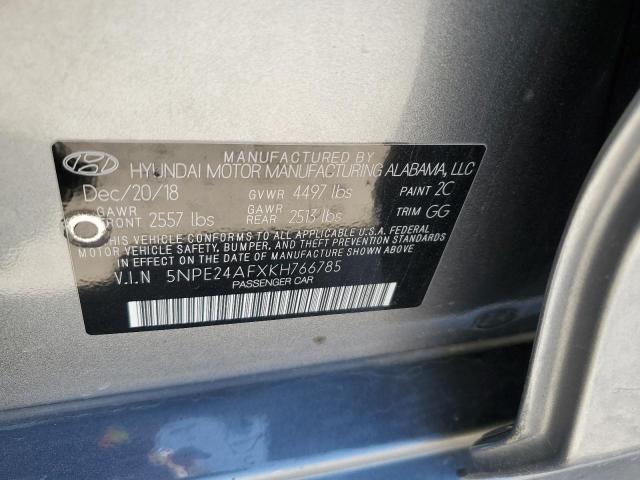 MANUFACTURED BY
HYUNDAI MOTOR MANUFACTURING ALABAMA, LLC
Dec/20/18 GVWR 4497 lbs PAINT 2C
GAWR FRONT 2557 lbs GAWR REAR 2513 lbs TRIM GG
THIS VEHICLE CONFORMS TO ALL APPLICABLE U.S.A FEDERAL
MOTOR VEHICLE SAFETY, BUMPER, AND THEFT PREVENTION
STANDARDS IN EFFECT ON THE DATE OF MANUFACTURE SHOWN ABOVE.
V.I.N 5NPE24AFXKH766785
PASSENGER CAR